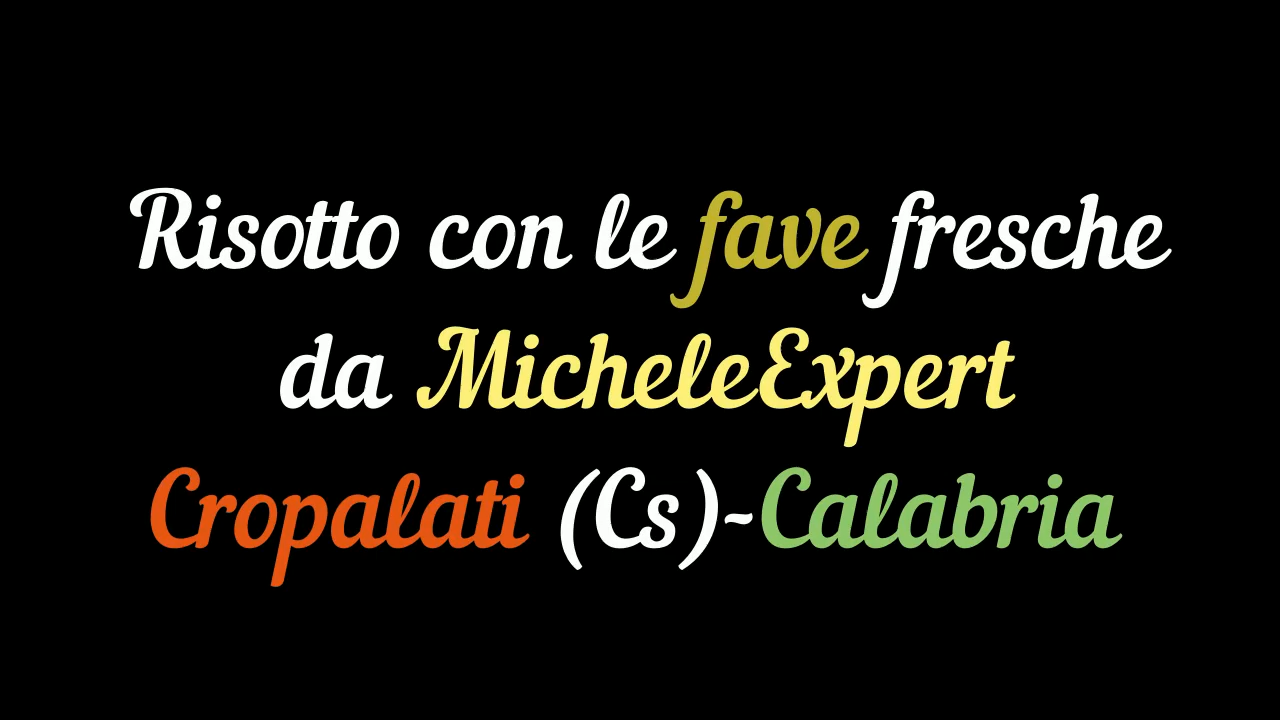 Risotto con le fave fresche
da MicheleExpert
Cropalati (Cs)-Calabria